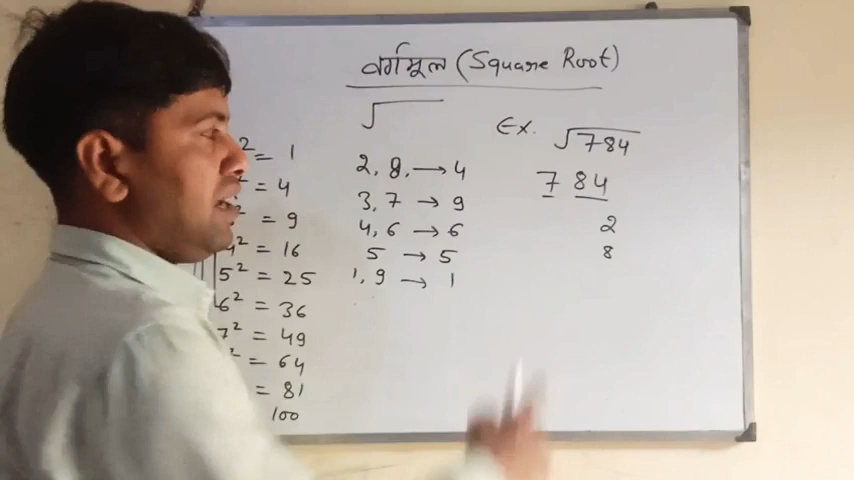 वर्गमूल (Square Root)
√
2 = 1
= 4
2 = 9
4² = 16
5² = 25
6² = 36
7² = 49
2 = 64
= 81
100
2, 8, → 4
3, 7 → 9
4, 6 → 6
5 → 5
1, 9 → 1
Ex. √784
7 84
2
8